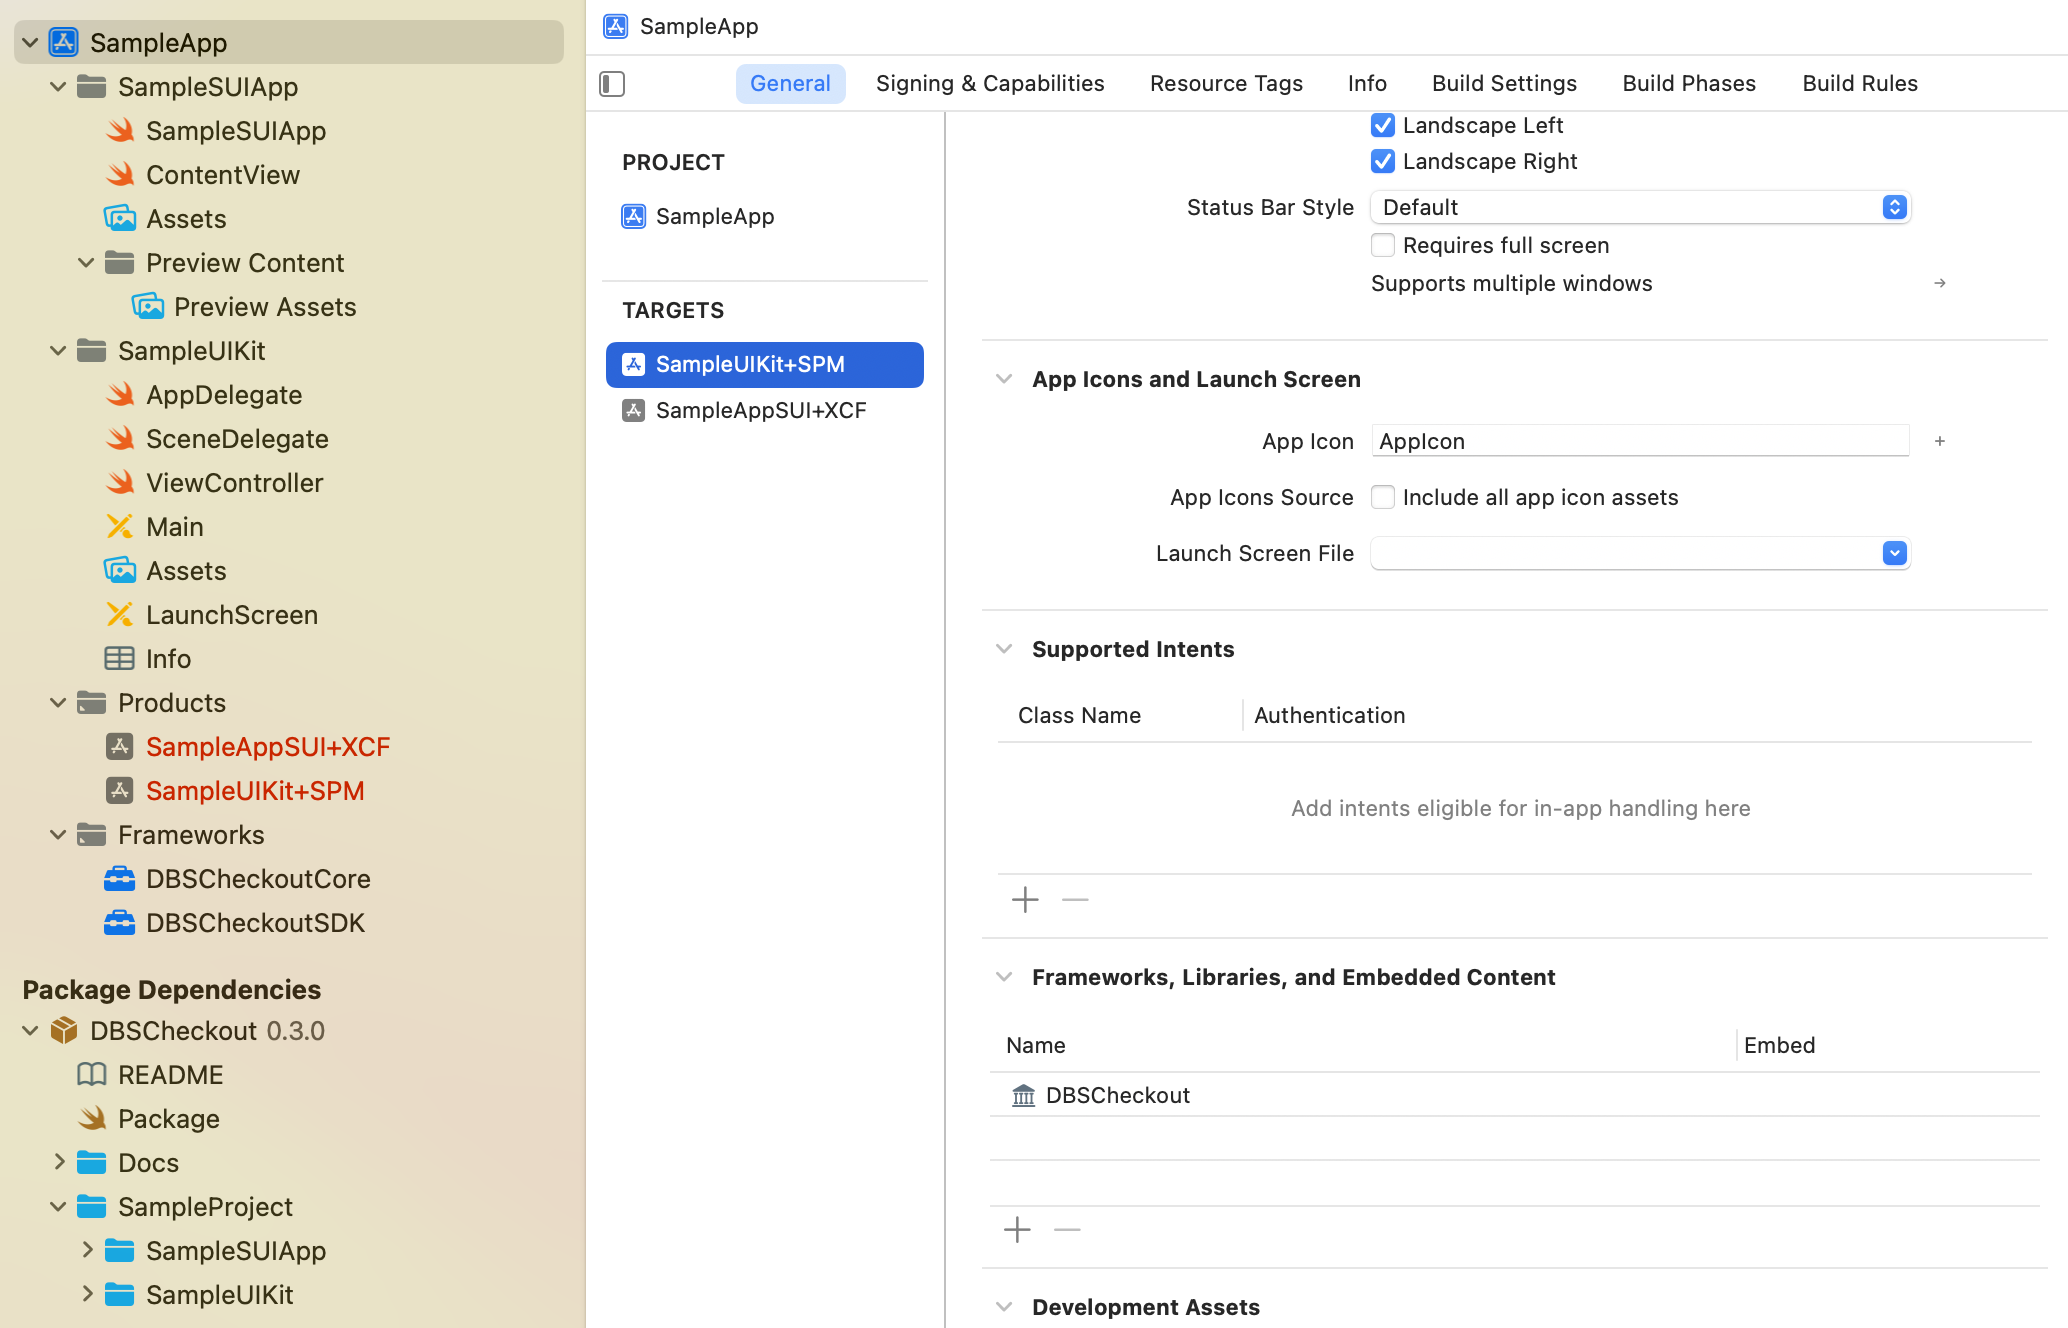 SampleApp
SampleSUIApp
SampleSUIApp
ContentView
Assets
Preview Content
Preview Assets
SampleUIKit
AppDelegate
SceneDelegate
ViewController
Main
Assets
LaunchScreen
Info
Products
SampleAppSUI+XCF
SampleUIKit+SPM
Frameworks
DBSCheckoutCore
DBSCheckoutSDK
Package Dependencies
DBSCheckout 0.3.0
README
Package
Docs
SampleProject
SampleSUIApp
SampleUIKit
SampleApp
General Signing & Capabilities Resource Tags Info Build Settings Build Phases Build Rules
PROJECT
SampleApp
TARGETS
SampleUIKit+SPM
SampleAppSUI+XCF
Landscape Left
Landscape Right
Status Bar Style Default
Requires full screen
Supports multiple windows
App Icons and Launch Screen
App Icon AppIcon
App Icons Source Include all app icon assets
Launch Screen File
Supported Intents
Class Name Authentication
Add intents eligible for in-app handling here
Frameworks, Libraries, and Embedded Content
Name Embed
DBSCheckout
Development Assets